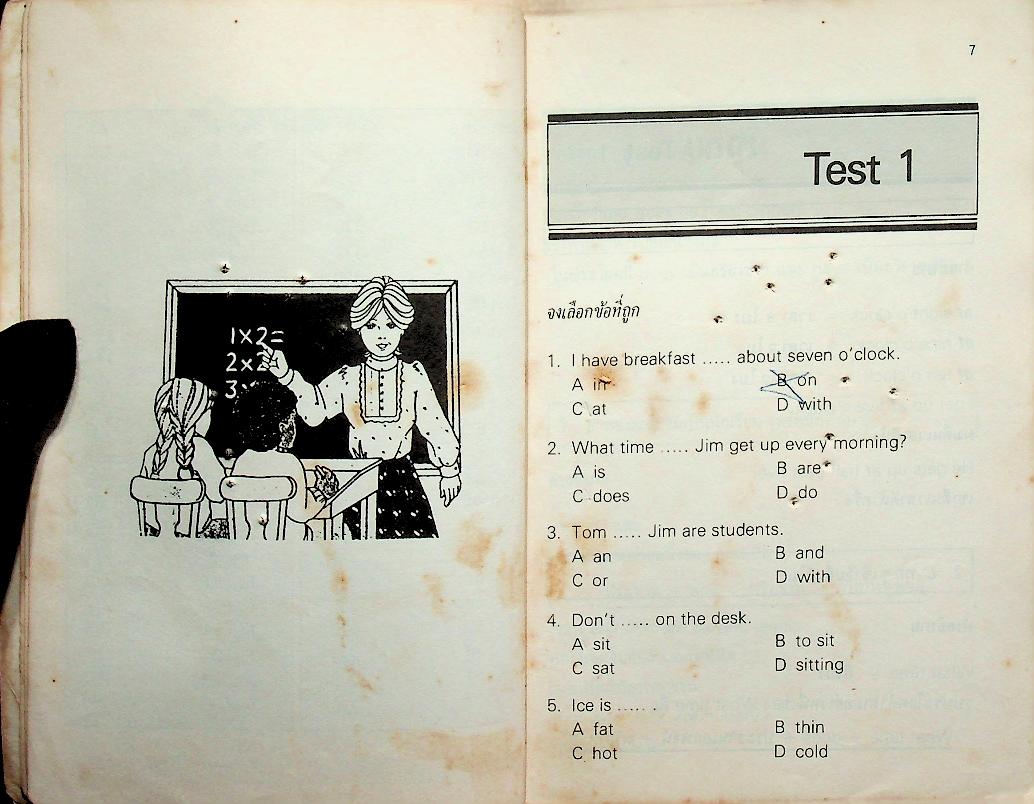 1×2=
2×2
3×
7
Test 1
จงเลือกข้อที่ถูก
1. I have breakfast ..... about seven o'clock.
A in B on
C at D with
2. What time ..... Jim get up every morning?
A is B are
C does D do
3. Tom ..... Jim are students.
A an B and
C or D with
4. Don't ..... on the desk.
A sit B to sit
C sat D sitting
5. Ice is ..... .
A fat B thin
C hot D cold